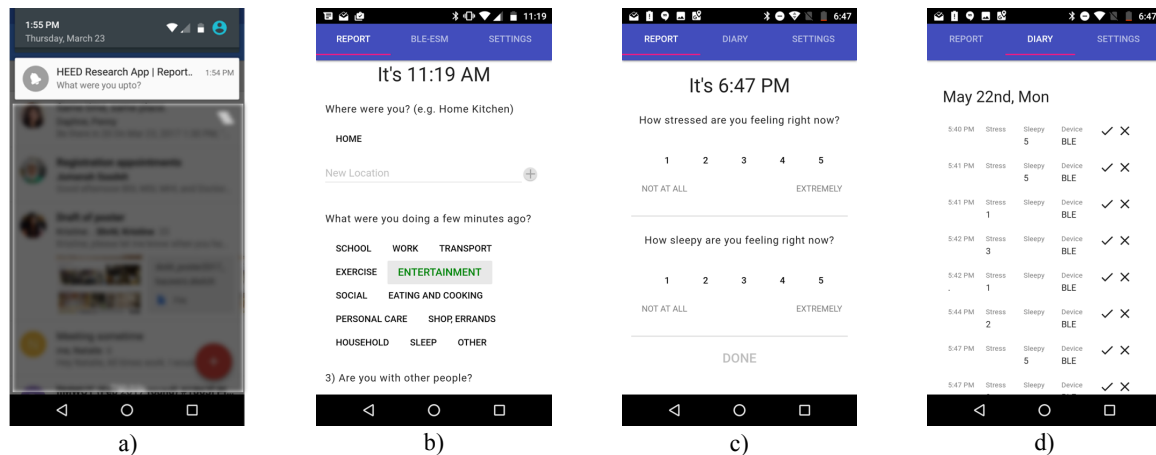 1:55 PM
Thursday, March 23
HEED Research App | Report.. 1:54 PM
What were you upto?
a)
11:19
REPORT BLE-ESM SETTINGS
It's 11:19 AM
Where were you? (e.g. Home Kitchen)
HOME
New Location
What were you doing a few minutes ago?
SCHOOL WORK TRANSPORT
EXERCISE ENTERTAINMENT
SOCIAL EATING AND COOKING
PERSONAL CARE SHOP, ERRANDS
HOUSEHOLD SLEEP OTHER
3) Are you with other people?
b)
6:47
REPORT DIARY SETTINGS
It's 6:47 PM
How stressed are you feeling right now?
1 2 3 4 5
NOT AT ALL EXTREMELY
How sleepy are you feeling right now?
1 2 3 4 5
NOT AT ALL EXTREMELY
DONE
c)
6:47
REPORT DIARY SETTINGS
May 22nd, Mon
5:40 PM Stress Sleepy Device
5 BLE
5:41 PM Stress Sleepy Device
5 BLE
5:41 PM Stress Sleepy Device
1 BLE
5:42 PM Stress Sleepy Device
3 BLE
5:42 PM Stress Sleepy Device
. 1 BLE
5:44 PM Stress Sleepy Device
2 BLE
5:47 PM Stress Sleepy Device
5 BLE
5:47 PM Stress Sleepy Device
d)